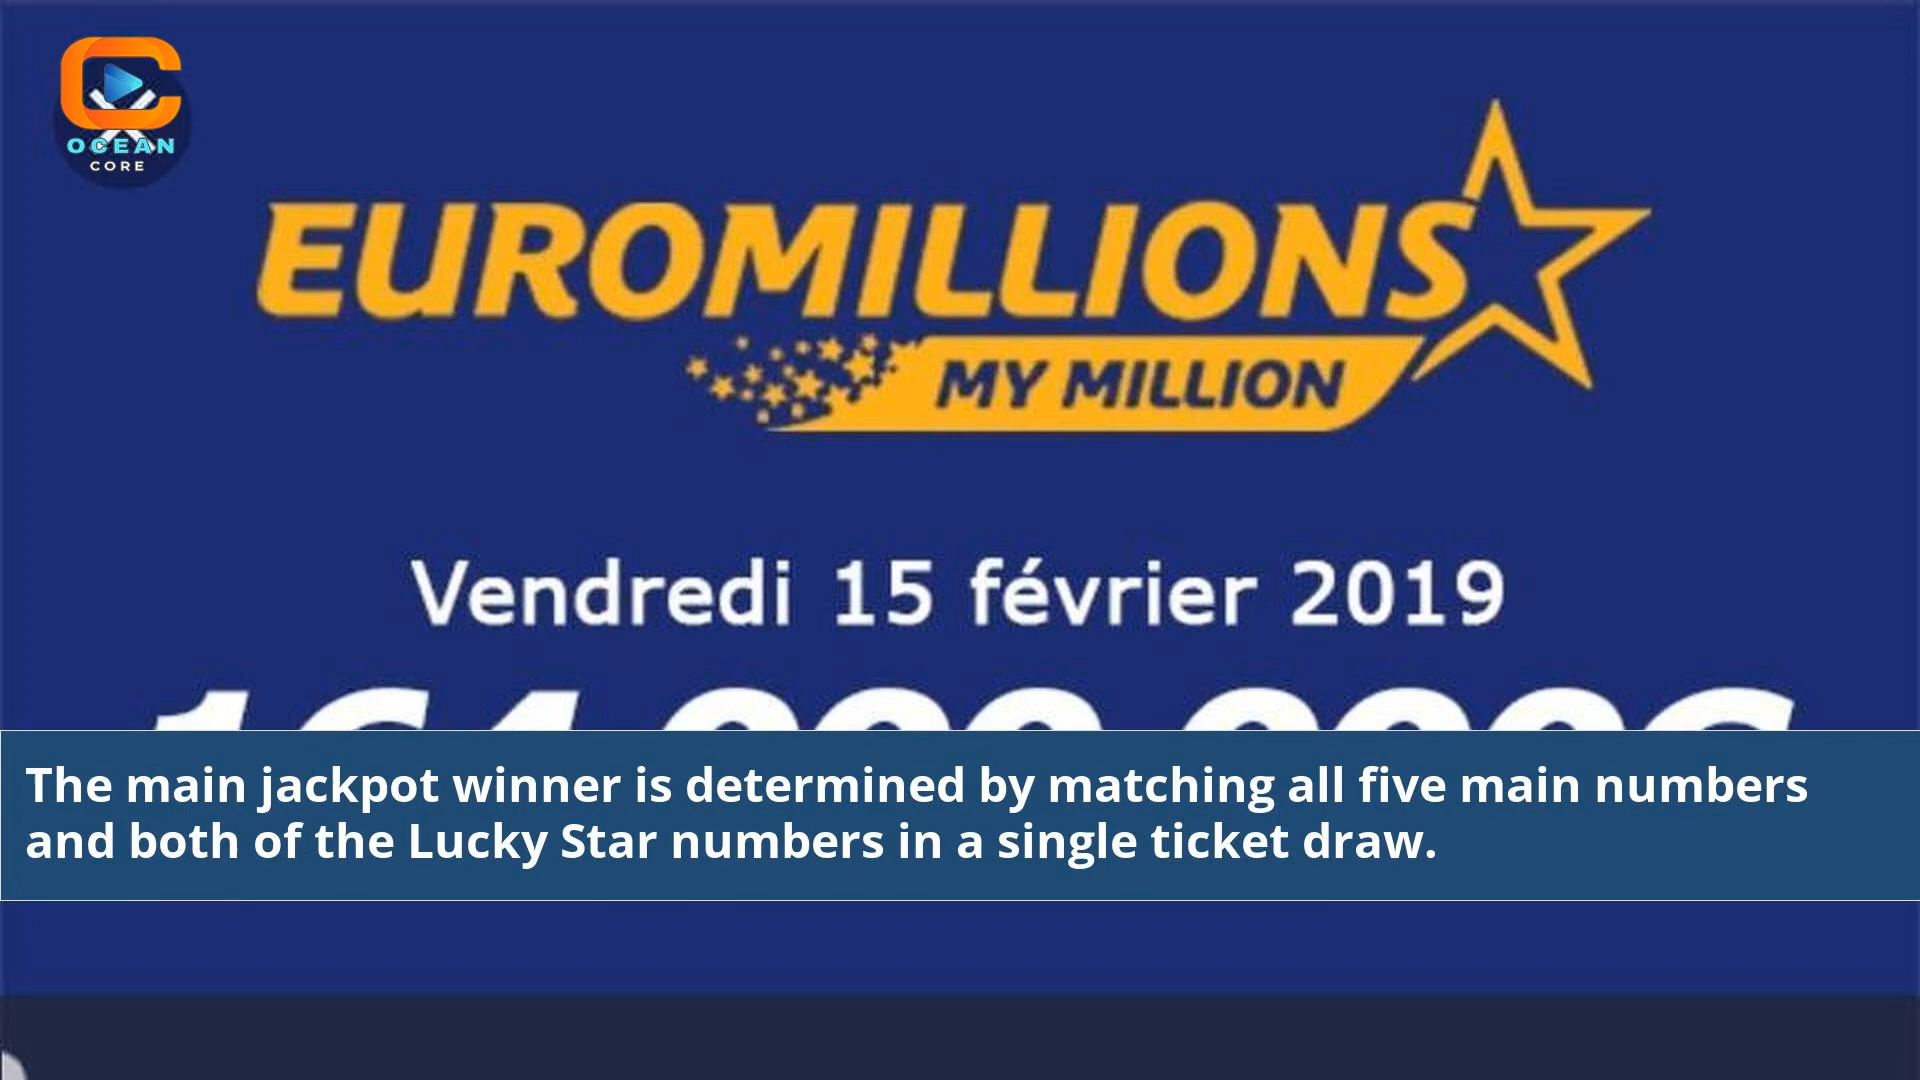 OCEAN
CORE
EUROMILLIONS
MY MILLION
Vendredi 15 février 2019
The main jackpot winner is determined by matching all five main numbers
and both of the Lucky Star numbers in a single ticket draw.